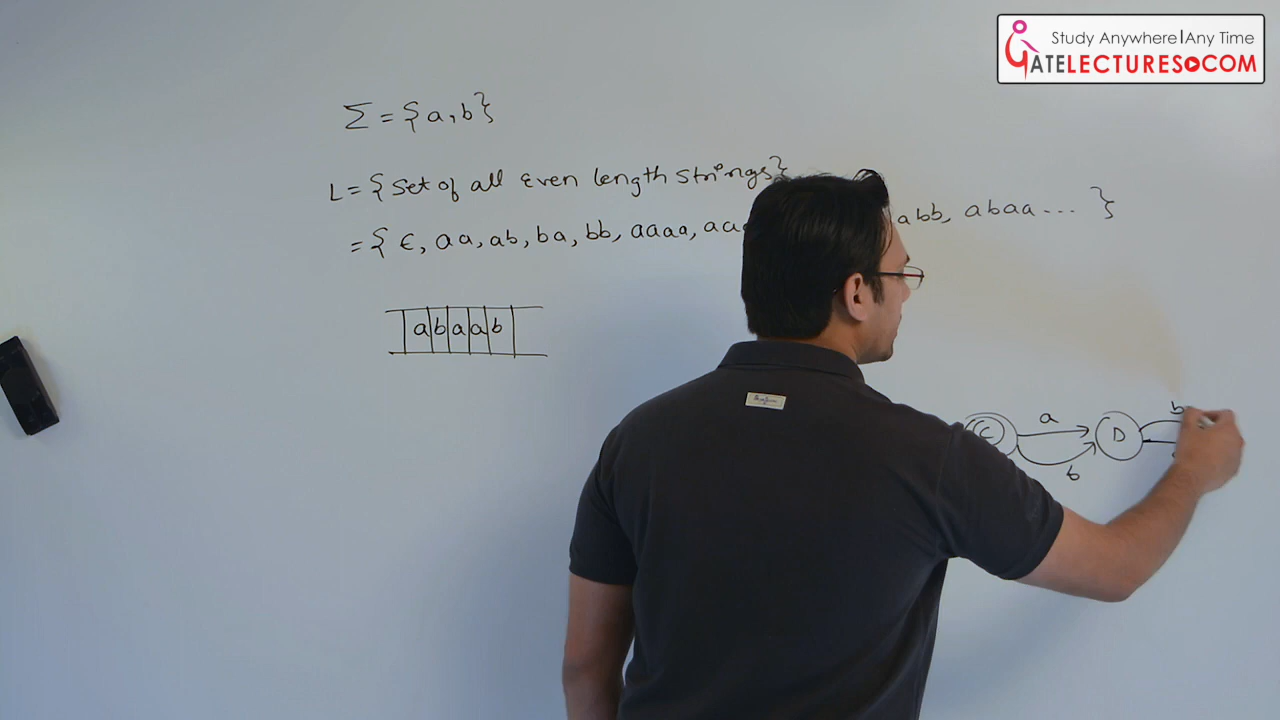 Study Anywhere|Any Time
GATELECTURES.COM
Σ = {a, b}
L = {set of all Even length strings}
= {ϵ, aa, ab, ba, bb, aaaa, aa abb, abaa... }
a b a a b
a b
C D
b